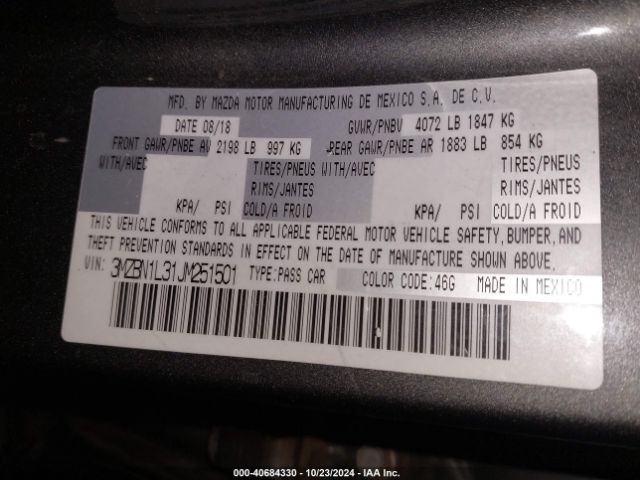 MFD. BY MAZDA MOTOR MANUFACTURING DE MEXICO S.A. DE C.V.
DATE 08/18 GVWR/PNBV 4072 LB 1847 KG
FRONT GAWR/PNBE AV 2198 LB 997 KG REAR GAWR/PNBE AR 1883 LB 854 KG
WITH/AVEC TIRES/PNEUS WITH/AVEC TIRES/PNEUS
RIMS/JANTES RIMS/JANTES
KPA/ PSI COLD/A FROID KPA/ PSI COLD/A FROID
THIS VEHICLE CONFORMS TO ALL APPLICABLE FEDERAL MOTOR VEHICLE SAFETY, BUMPER, AND
THEFT PREVENTION STANDARDS IN EFFECT ON THE DATE OF MANUFACTURE SHOWN ABOVE.
VIN: 3MZBN1L31JM251501 TYPE:PASS CAR COLOR CODE:46G MADE IN MEXICO
000-40684330 - 10/23/2024 - IAA Inc.